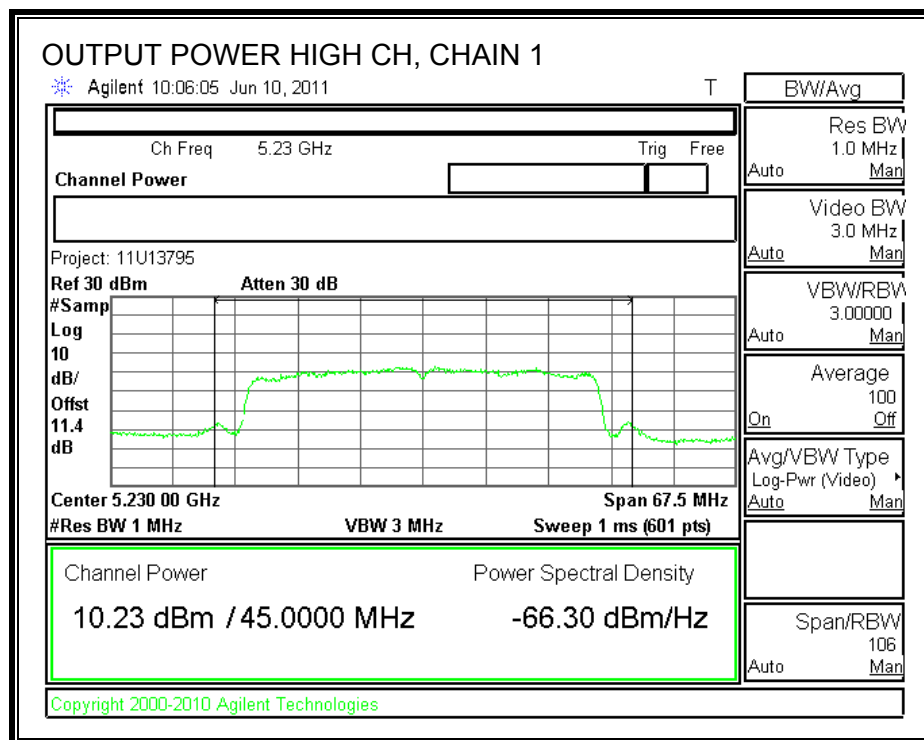 OUTPUT POWER HIGH CH, CHAIN 1
Agilent 10:06:05 Jun 10, 2011 T
Ch Freq 5.23 GHz Trig Free
Channel Power
Project: 11U13795
Ref 30 dBm Atten 30 dB
#Samp
Log
10
dB/
Offst
11.4
dB
Center 5.230 00 GHz Span 67.5 MHz
#Res BW 1 MHz VBW 3 MHz Sweep 1 ms (601 pts)
Channel Power Power Spectral Density
10.23 dBm / 45.0000 MHz -66.30 dBm/Hz
Copyright 2000-2010 Agilent Technologies
BW/Avg
Res BW
1.0 MHz
Auto Man
Video BW
3.0 MHz
Auto Man
VBW/RBW
3.00000
Auto Man
Average
100
On Off
Avg/VBW Type
Log-Pwr (Video)
Auto Man
Span/RBW
106
Auto Man